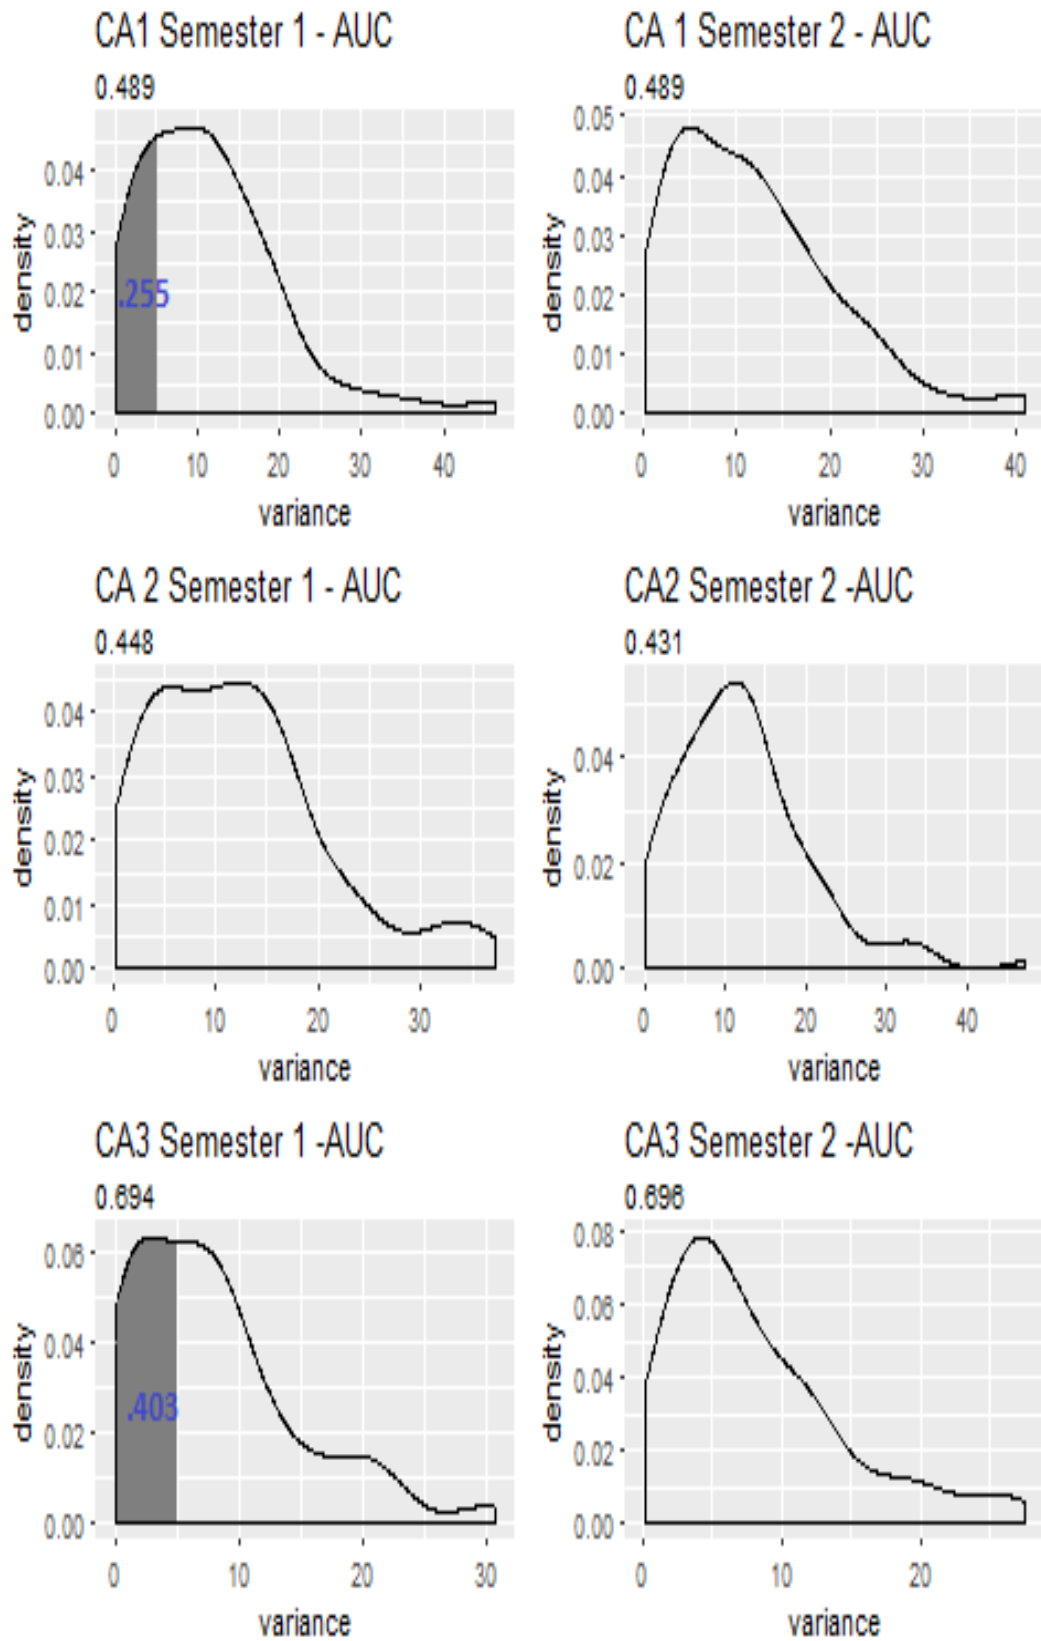 CA1 Semester 1 - AUC
0.489
0.04
0.03
0.02
0.01
0.00
density
.255
0 10 20 30 40
variance
CA 1 Semester 2 - AUC
0.489
0.05
0.04
0.03
0.02
0.01
0.00
density
0 10 20 30 40
variance
CA 2 Semester 1 - AUC
0.448
0.04
0.03
0.02
0.01
0.00
density
0 10 20 30
variance
CA2 Semester 2 -AUC
0.431
0.04
0.02
0.00
density
0 10 20 30 40
variance
CA3 Semester 1 -AUC
0.694
0.06
0.04
0.02
0.00
density
.403
0 10 20 30
variance
CA3 Semester 2 -AUC
0.696
0.08
0.06
0.04
0.02
0.00
density
0 10 20
variance